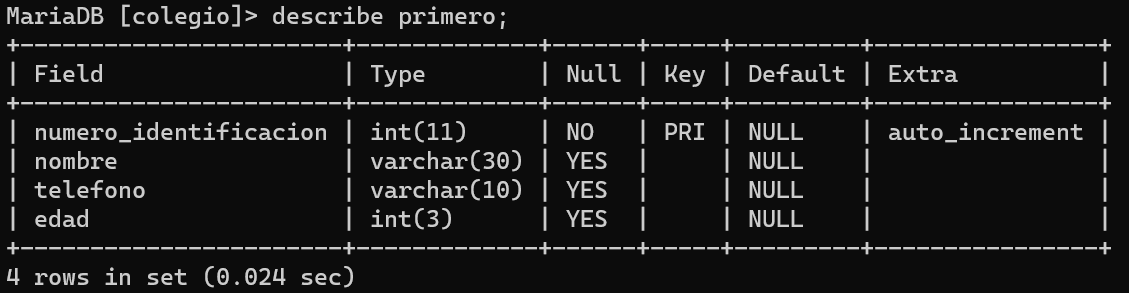 MariaDB [colegio]> describe primero;
+-----------------------+-------------+------+-----+---------+----------------+
| Field                 | Type        | Null | Key | Default | Extra          |
+-----------------------+-------------+------+-----+---------+----------------+
| numero_identificacion | int(11)     | NO   | PRI | NULL    | auto_increment |
| nombre                | varchar(30) | YES  |     | NULL    |                |
| telefono              | varchar(10) | YES  |     | NULL    |                |
| edad                  | int(3)      | YES  |     | NULL    |                |
+-----------------------+-------------+------+-----+---------+----------------+
4 rows in set (0.024 sec)